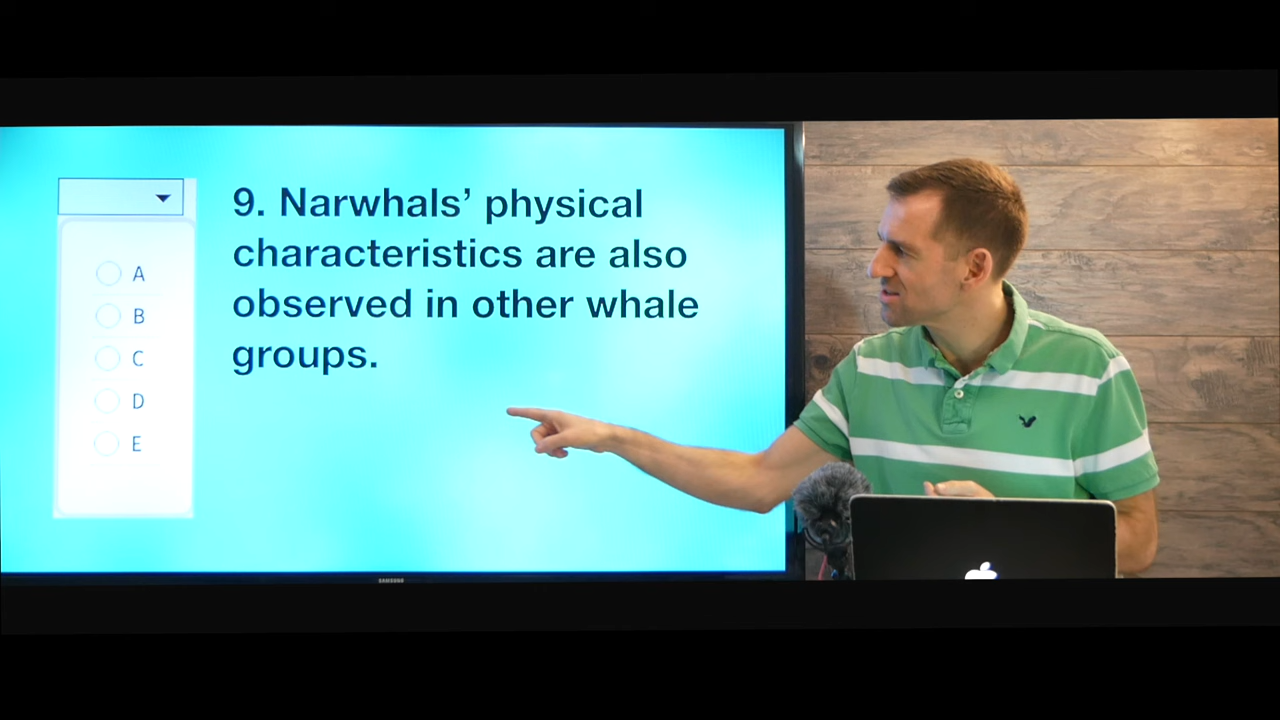 9. Narwhals’ physical
characteristics are also
observed in other whale
groups.
A
B
C
D
E
SAMSUNG